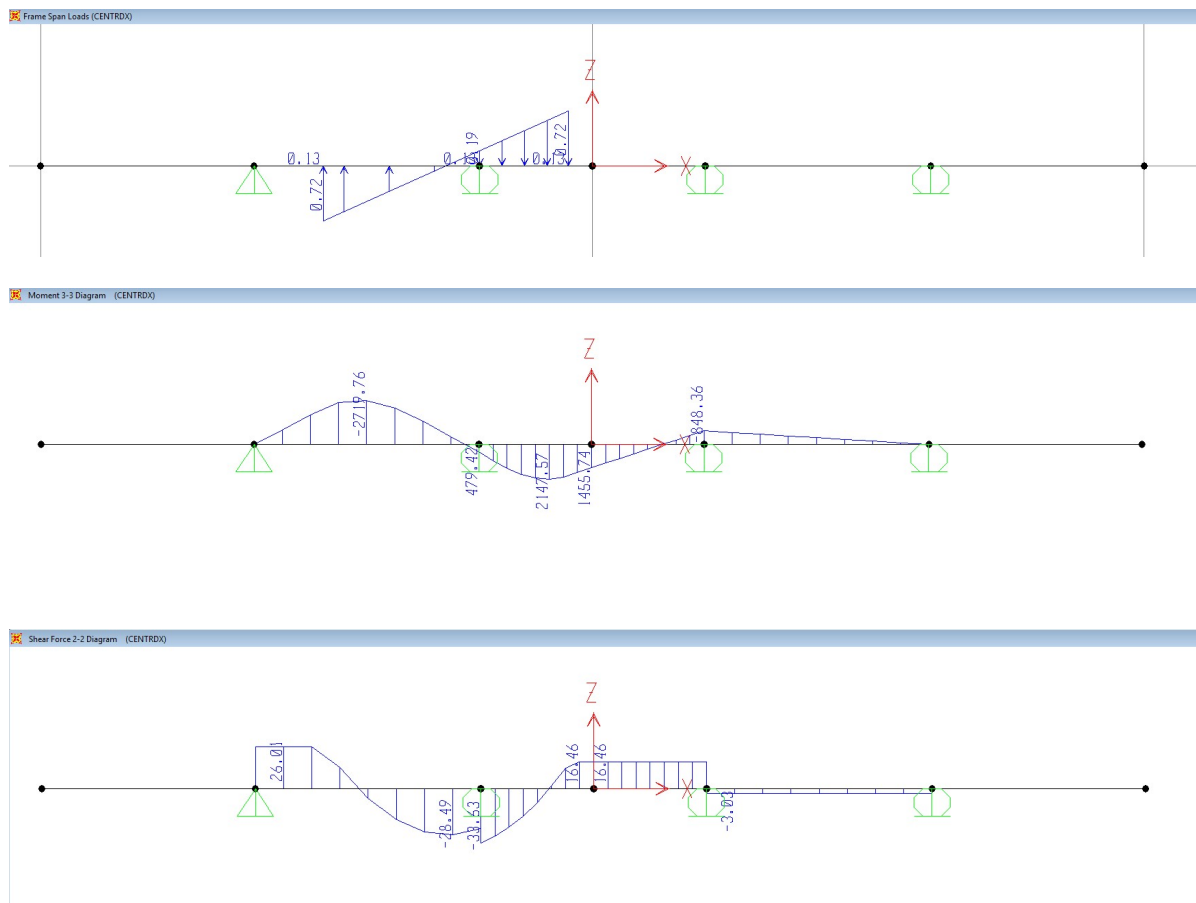 Frame Span Loads (CENTRDX)
Z
0.19
0.72
0.13
X
0.72
Moment 3-3 Diagram (CENTRDX)
Z
-2719.76
-848.36
X
479.42
2147.57
1455.74
Shear Force 2-2 Diagram (CENTRDX)
Z
26.01
16.46
16.46
X
-28.49
-3.03